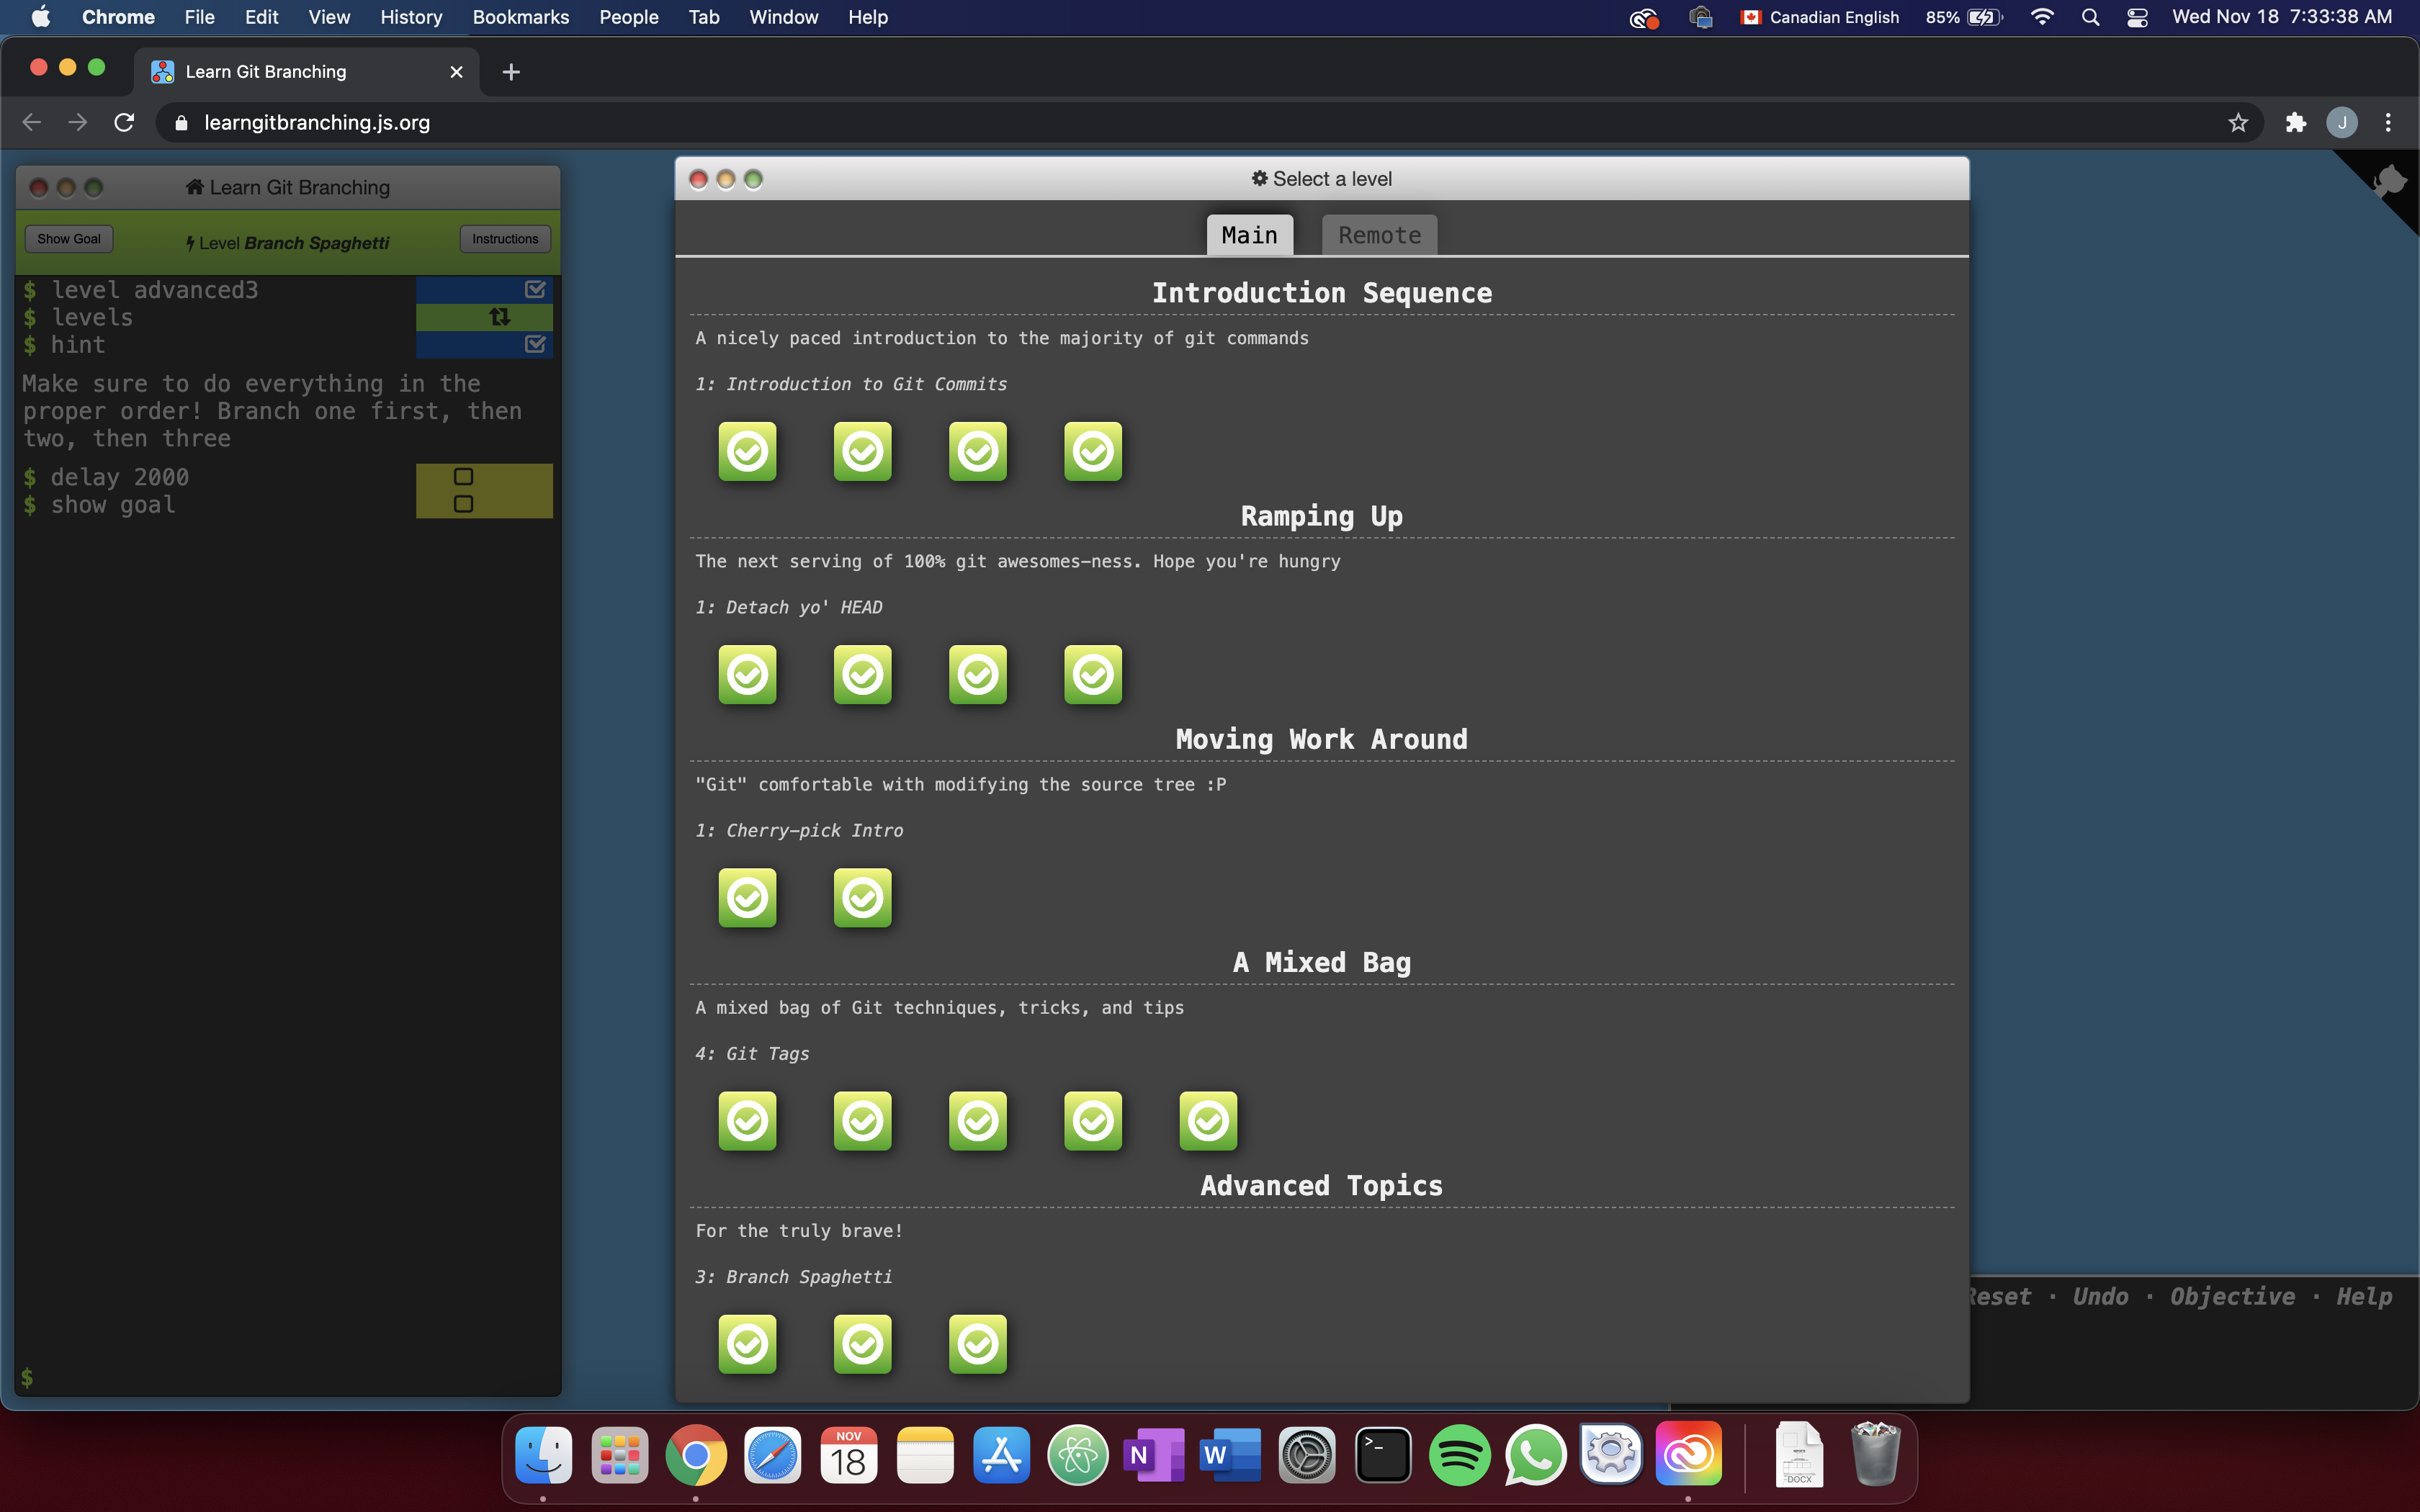 Chrome File Edit View History Bookmarks People Tab Window Help
Canadian English 85% Wed Nov 18 7:33:38 AM
Learn Git Branching
learngitbranching.js.org
J
Learn Git Branching
Show Goal
Level Branch Spaghetti
Instructions
$ level advanced3
$ levels
$ hint
Make sure to do everything in the
proper order! Branch one first, then
two, then three
$ delay 2000
$ show goal
$
Select a level
Main
Remote
Introduction Sequence
A nicely paced introduction to the majority of git commands
1: Introduction to Git Commits
Ramping Up
The next serving of 100% git awesomes-ness. Hope you're hungry
1: Detach yo' HEAD
Moving Work Around
"Git" comfortable with modifying the source tree :P
1: Cherry-pick Intro
A Mixed Bag
A mixed bag of Git techniques, tricks, and tips
4: Git Tags
Advanced Topics
For the truly brave!
3: Branch Spaghetti
Reset · Undo · Objective · Help
NOV
18
N
W
>_
DOCX